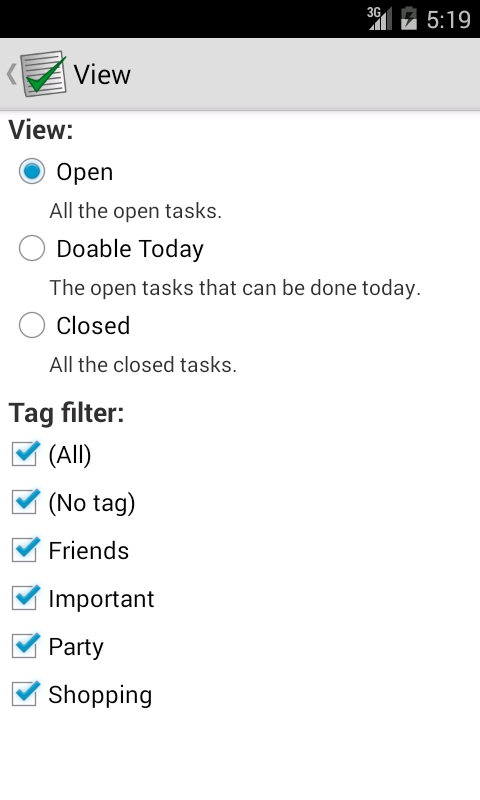 3G 5:19
View
View:
Open
All the open tasks.
Doable Today
The open tasks that can be done today.
Closed
All the closed tasks.
Tag filter:
(All)
(No tag)
Friends
Important
Party
Shopping